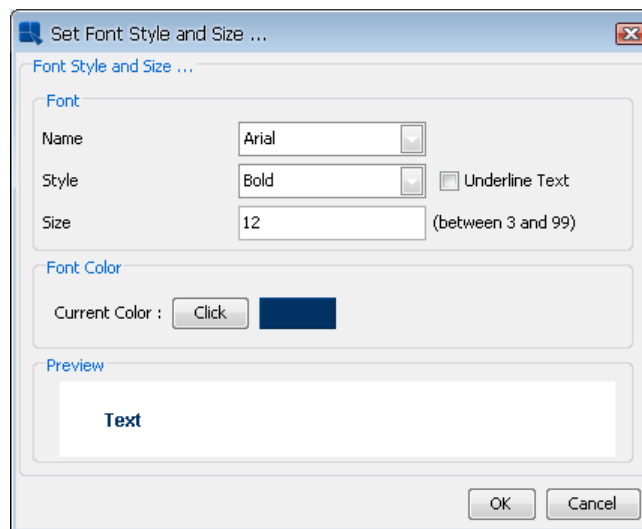 Set Font Style and Size ...
Font Style and Size ...
Font
Name Arial
Style Bold Underline Text
Size 12 (between 3 and 99)
Font Color
Current Color : Click
Preview
Text
OK Cancel